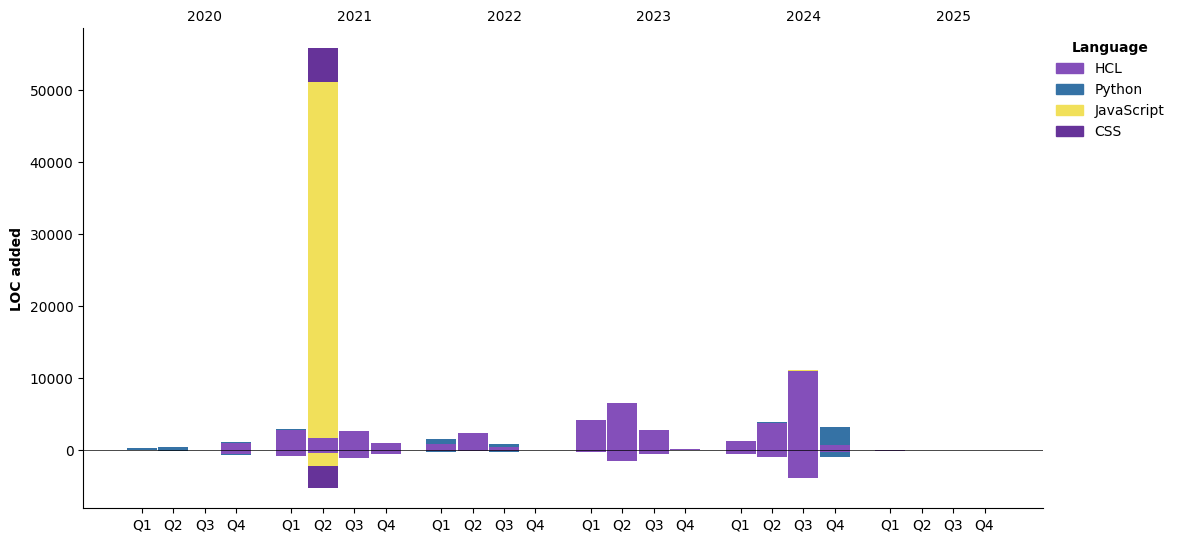 2020 2021 2022 2023 2024 2025
Language
HCL
Python
JavaScript
CSS
LOC added
50000
40000
30000
20000
10000
0
Q1 Q2 Q3 Q4 Q1 Q2 Q3 Q4 Q1 Q2 Q3 Q4 Q1 Q2 Q3 Q4 Q1 Q2 Q3 Q4 Q1 Q2 Q3 Q4